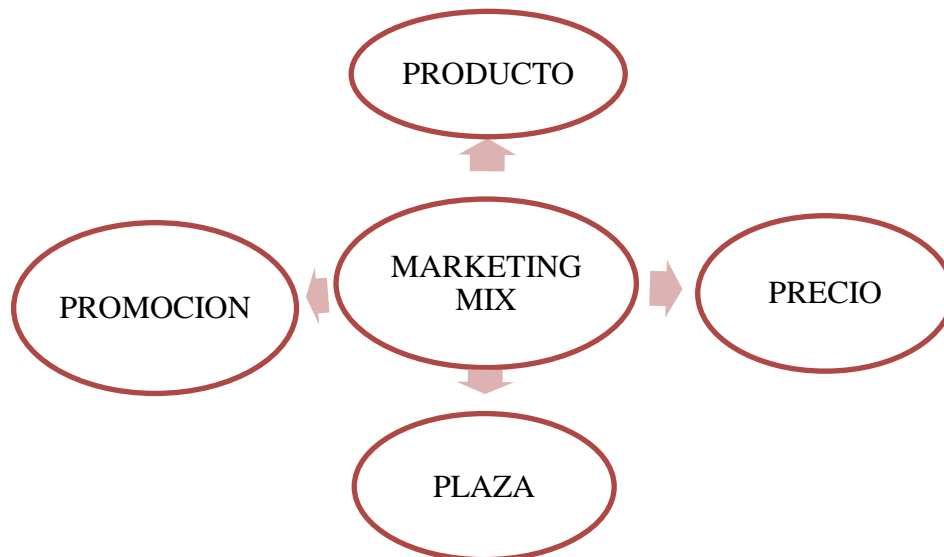 PRODUCTO
MARKETING
MIX
PROMOCION
PRECIO
PLAZA